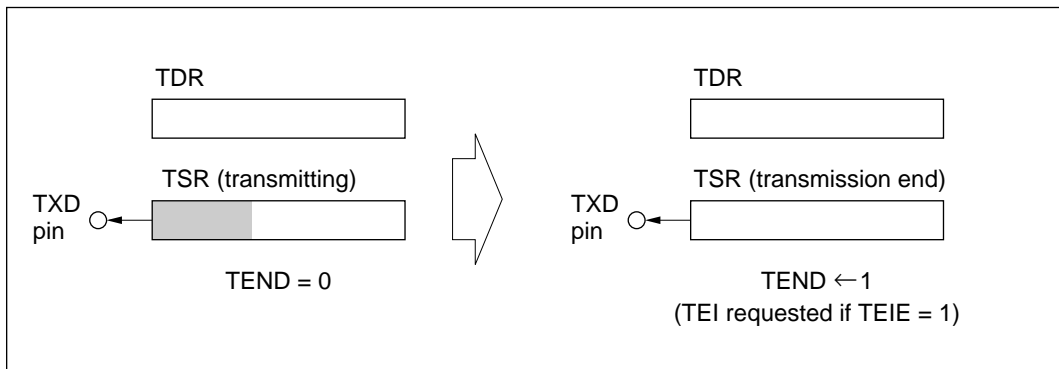 TDR
TSR (transmitting)
TXD
pin
TEND = 0
TDR
TSR (transmission end)
TXD
pin
TEND ←1
(TEI requested if TEIE = 1)